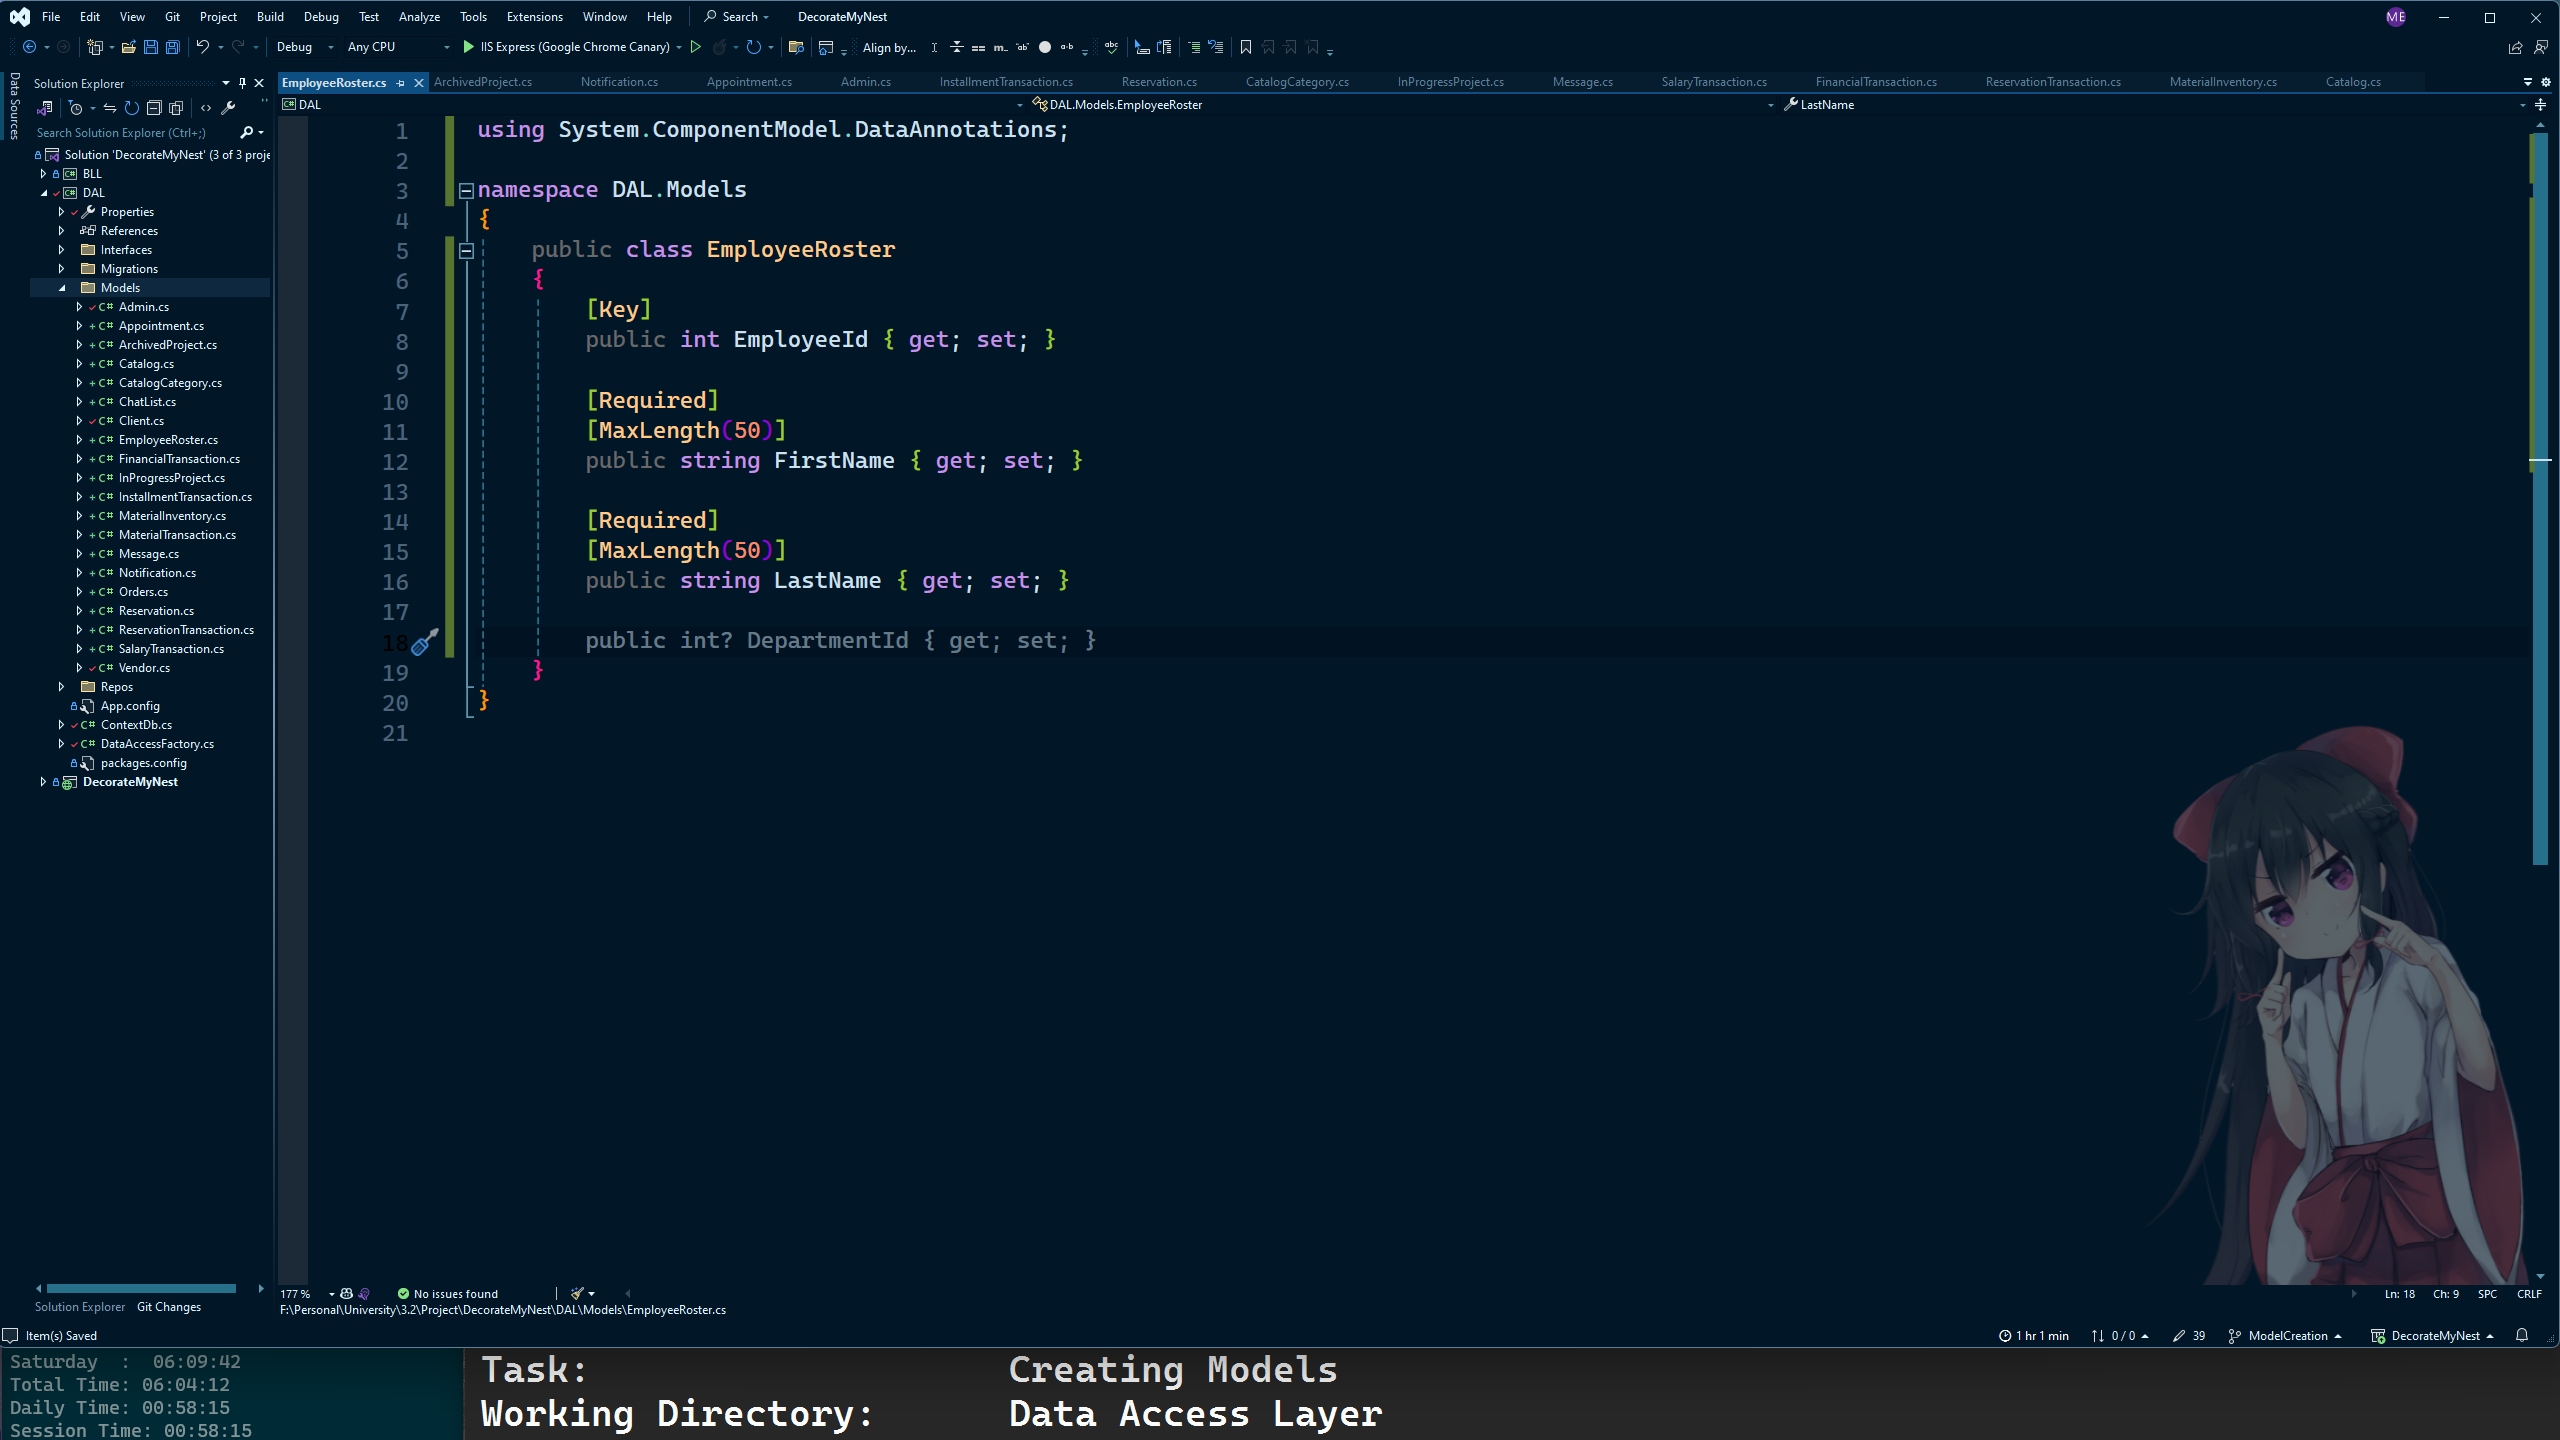 File Edit View Git Project Build Debug Test Analyze Tools Extensions Window Help Search DecorateMyNest ME
Debug Any CPU IIS Express (Google Chrome Canary) Align by...
Data Sources
Solution Explorer
Search Solution Explorer (Ctrl+;)
Solution 'DecorateMyNest' (3 of 3 proje
BLL
DAL
Properties
References
Interfaces
Migrations
Models
Admin.cs
Appointment.cs
ArchivedProject.cs
Catalog.cs
CatalogCategory.cs
ChatList.cs
Client.cs
EmployeeRoster.cs
FinancialTransaction.cs
InProgressProject.cs
InstallmentTransaction.cs
MaterialInventory.cs
MaterialTransaction.cs
Message.cs
Notification.cs
Orders.cs
Reservation.cs
ReservationTransaction.cs
SalaryTransaction.cs
Vendor.cs
Repos
App.config
ContextDb.cs
DataAccessFactory.cs
packages.config
DecorateMyNest
Solution Explorer Git Changes
EmployeeRoster.cs ArchivedProject.cs Notification.cs Appointment.cs Admin.cs InstallmentTransaction.cs Reservation.cs CatalogCategory.cs InProgressProject.cs Message.cs SalaryTransaction.cs FinancialTransaction.cs ReservationTransaction.cs MaterialInventory.cs Catalog.cs
DAL DAL.Models.EmployeeRoster LastName
1 using System.ComponentModel.DataAnnotations;
2
3 namespace DAL.Models
4 {
5 public class EmployeeRoster
6 {
7 [Key]
8 public int EmployeeId { get; set; }
9
10 [Required]
11 [MaxLength(50)]
12 public string FirstName { get; set; }
13
14 [Required]
15 [MaxLength(50)]
16 public string LastName { get; set; }
17
18 public int? DepartmentId { get; set; }
19 }
20 }
21
177 % No issues found Ln: 18 Ch: 9 SPC CRLF
F:\Personal\University\3.2\Project\DecorateMyNest\DAL\Models\EmployeeRoster.cs
Item(s) Saved 1 hr 1 min 0 / 0 39 ModelCreation DecorateMyNest
Saturday : 06:09:42
Total Time: 06:04:12
Daily Time: 00:58:15
Session Time: 00:58:15
Task: Creating Models
Working Directory: Data Access Layer